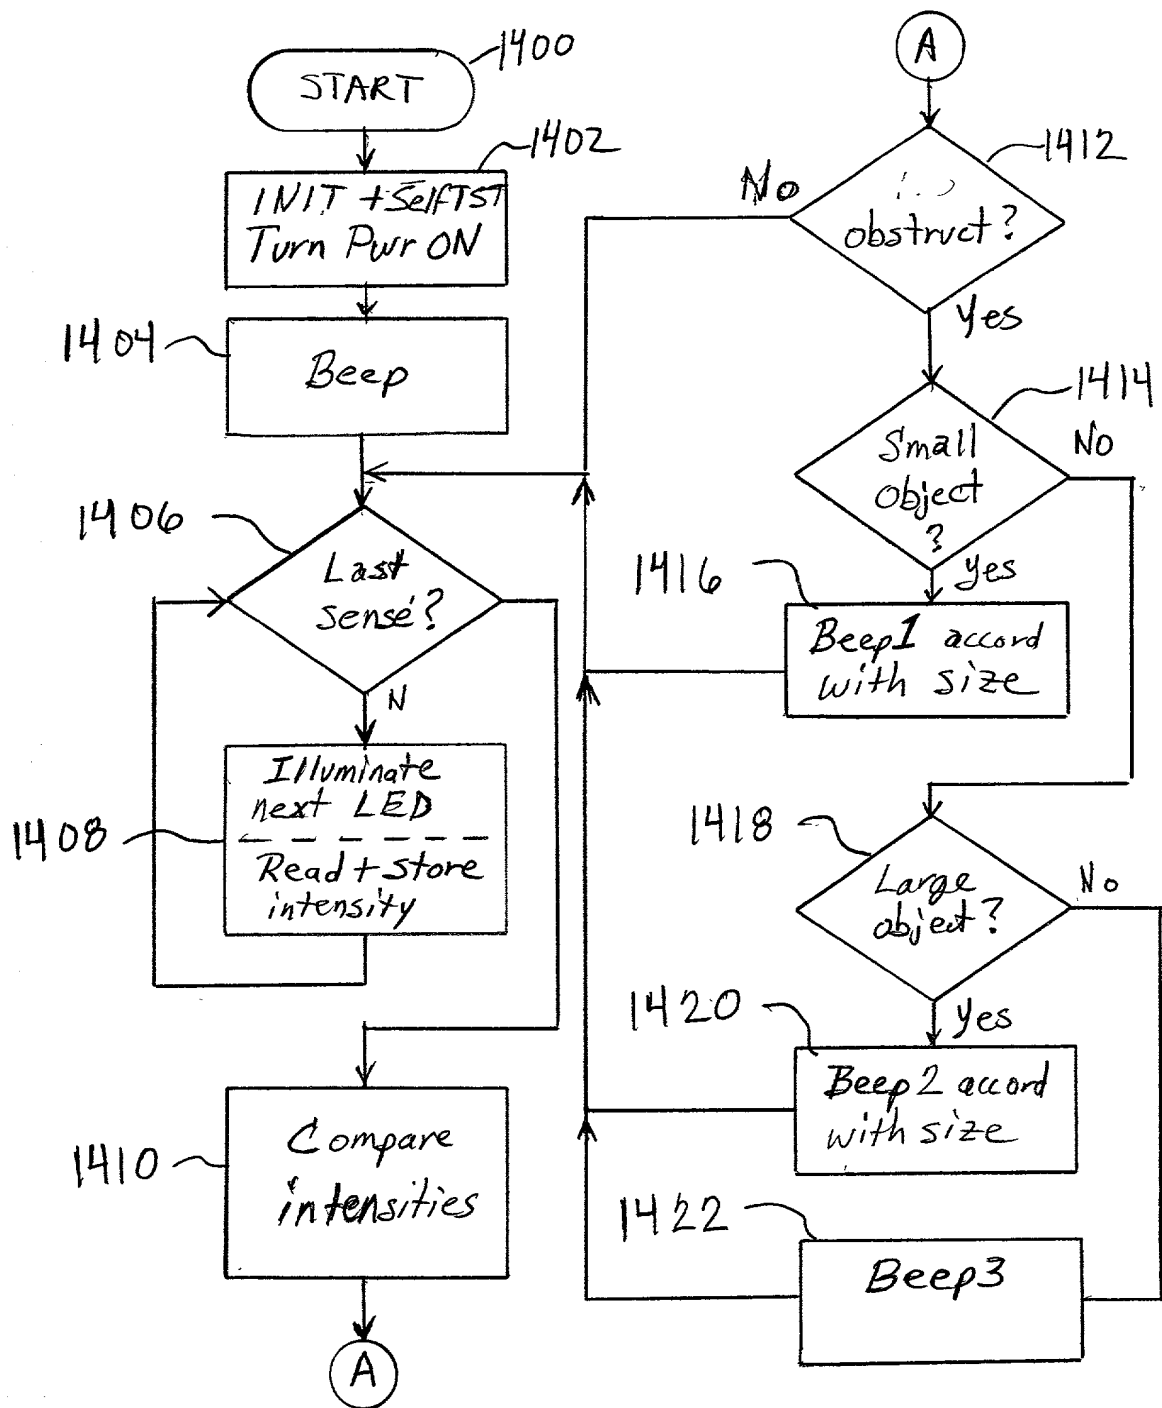 1400
START
1402
INIT + SelfTST
Turn Pwr ON
1404
Beep
1406
Last
sense?
N
1408
Illuminate
next LED
Read + store
intensity
1410
Compare
intensities
A
A
1412
No
obstruct?
Yes
1414
Small
object
?
No
yes
1416
Beep1 accord
with size
1418
Large
object?
No
yes
1420
Beep2 accord
with size
1422
Beep3